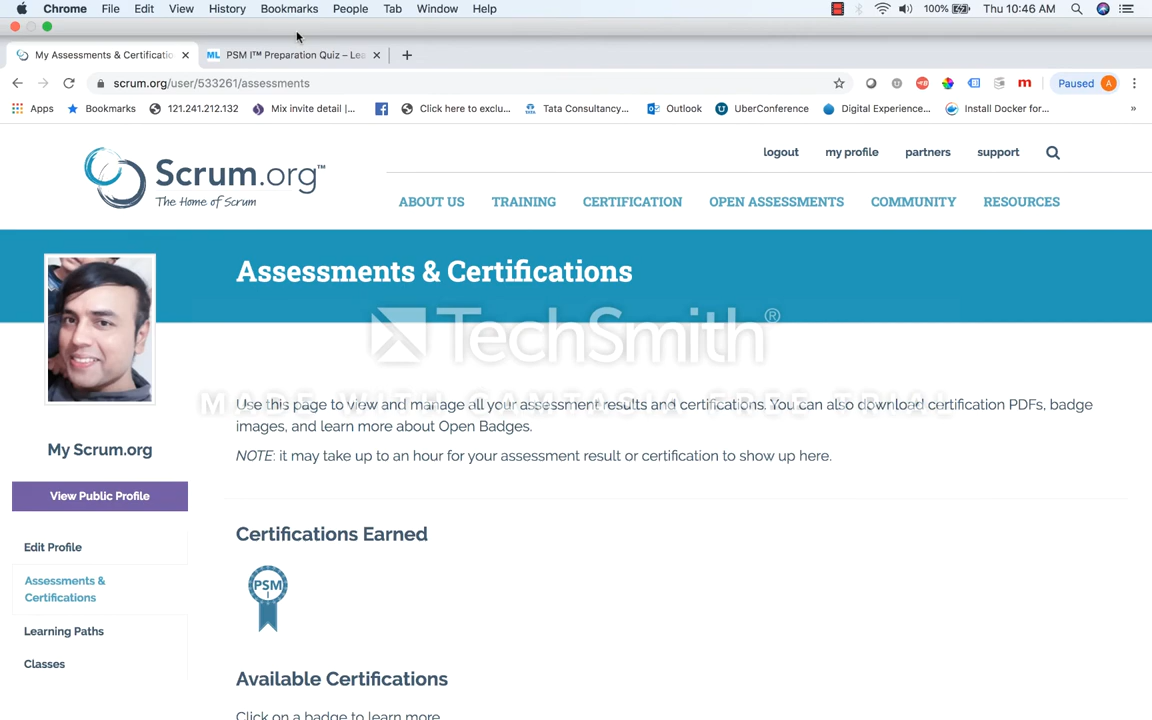 Chrome File Edit View History Bookmarks People Tab Window Help 100% Thu 10:46 AM
My Assessments & Certificatio ML PSM I™ Preparation Quiz – Lea
scrum.org/user/533261/assessments Paused A
Apps Bookmarks 121.241.212.132 Mix invite detail |... Click here to exclu... Tata Consultancy... Outlook UberConference Digital Experience... Install Docker for... »
logout my profile partners support
Scrum.org™
The Home of Scrum
ABOUT US TRAINING CERTIFICATION OPEN ASSESSMENTS COMMUNITY RESOURCES
Assessments & Certifications
TechSmith®
MADE WITH CAMTASIA FREE TRIAL
Use this page to view and manage all your assessment results and certifications. You can also download certification PDFs, badge
images, and learn more about Open Badges.
My Scrum.org
NOTE: it may take up to an hour for your assessment result or certification to show up here.
View Public Profile
Certifications Earned
Edit Profile
PSM
I
Assessments &
Certifications
Learning Paths
Classes
Available Certifications
Click on a badge to learn more